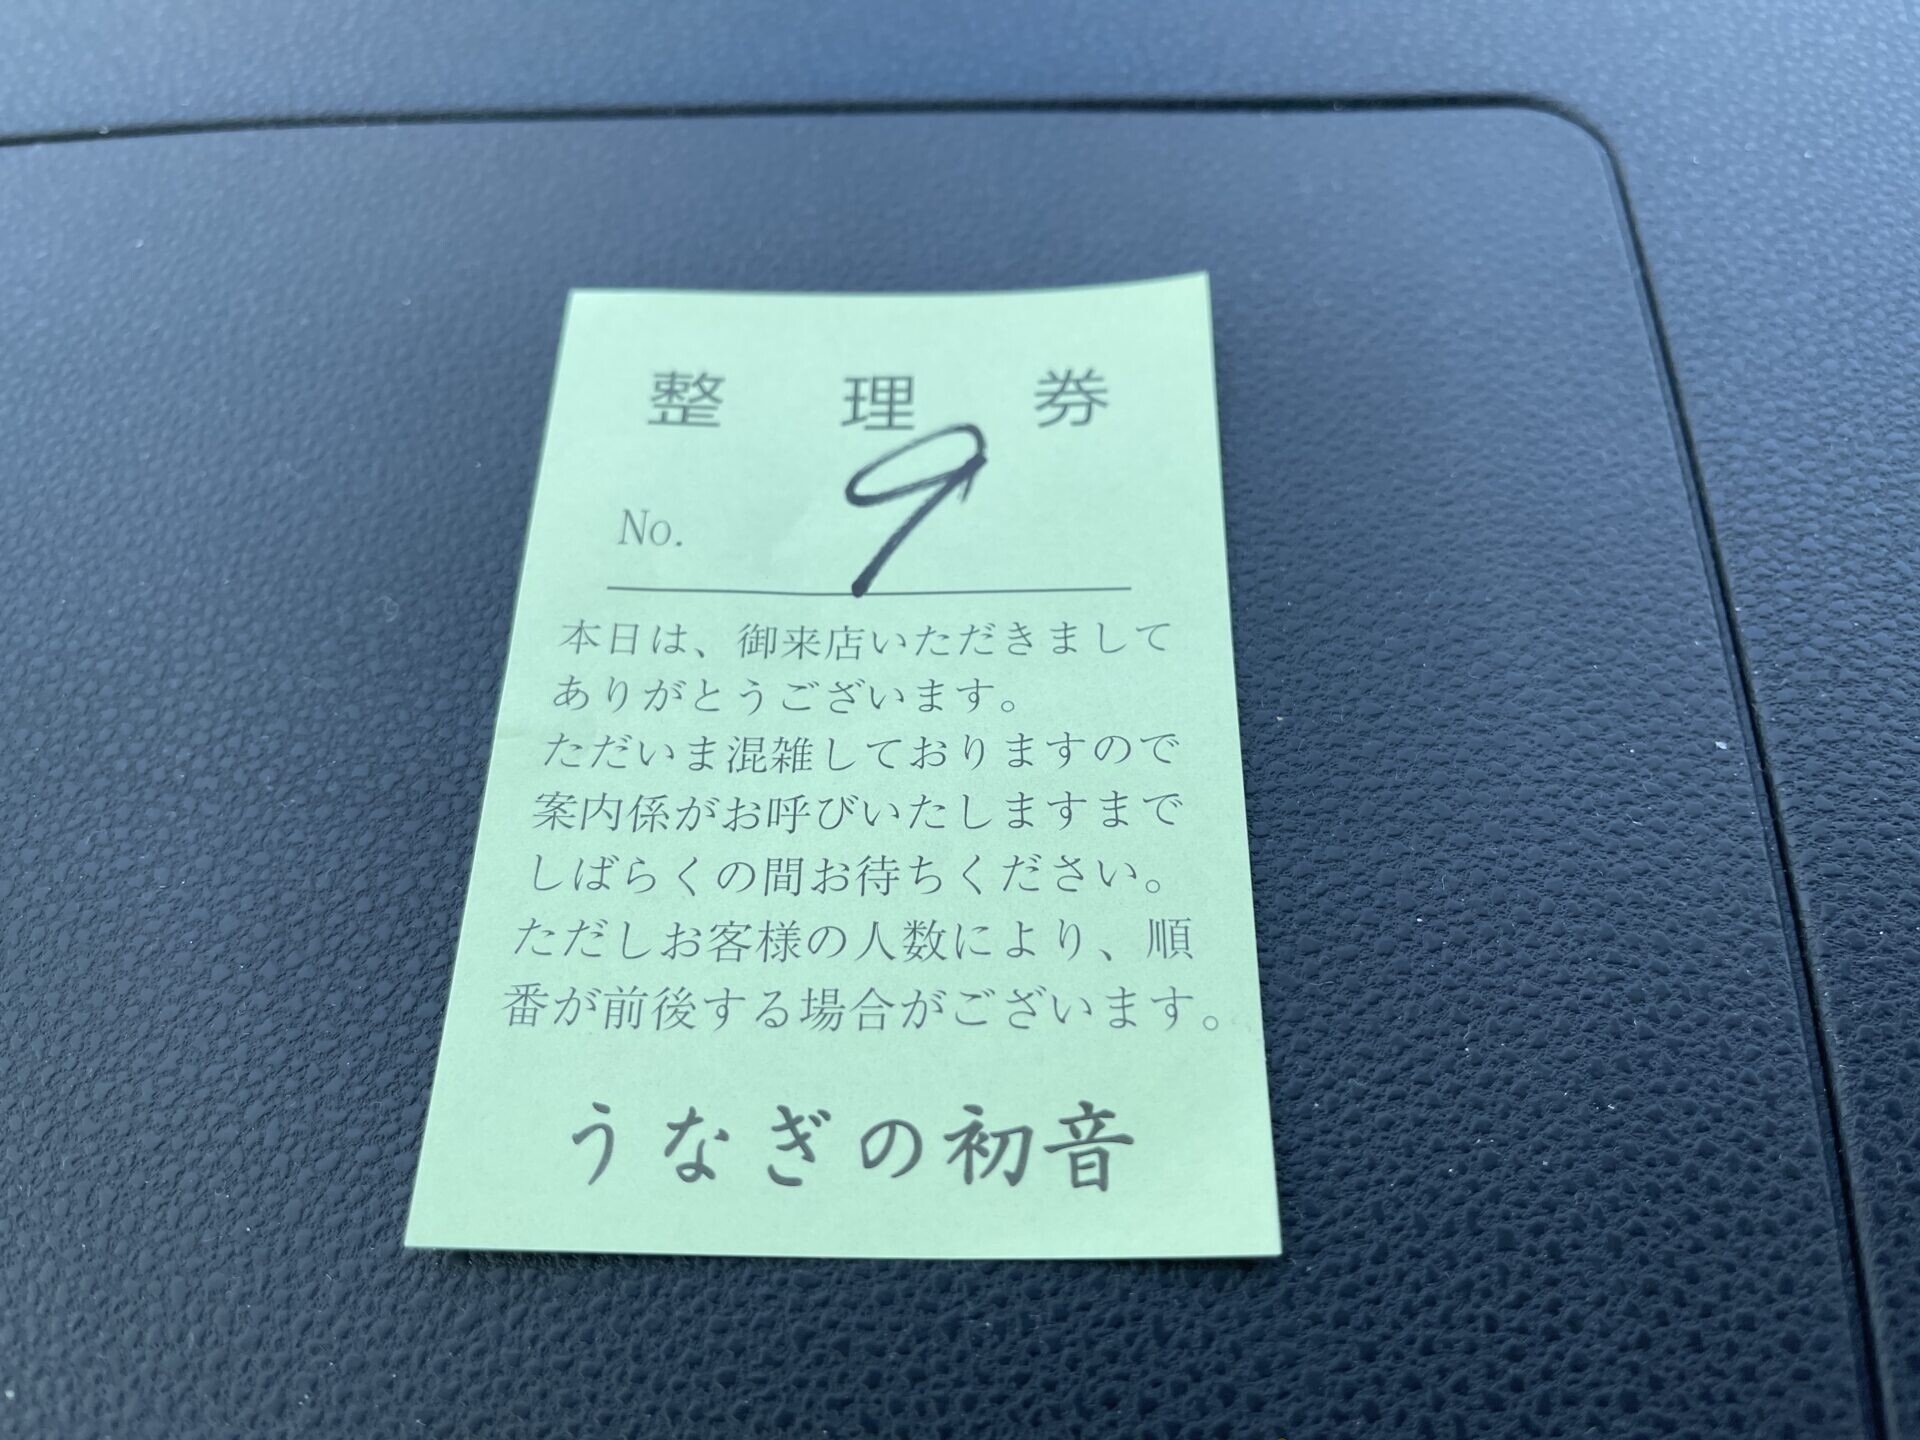 整理券
No. 9
本日は、御来店いただきまして
ありがとうございます。
ただいま混雑しておりますので
案内係がお呼びいたしますまで
しばらくの間お待ちください。
ただしお客様の人数により、順
番が前後する場合がございます。
うなぎの初音